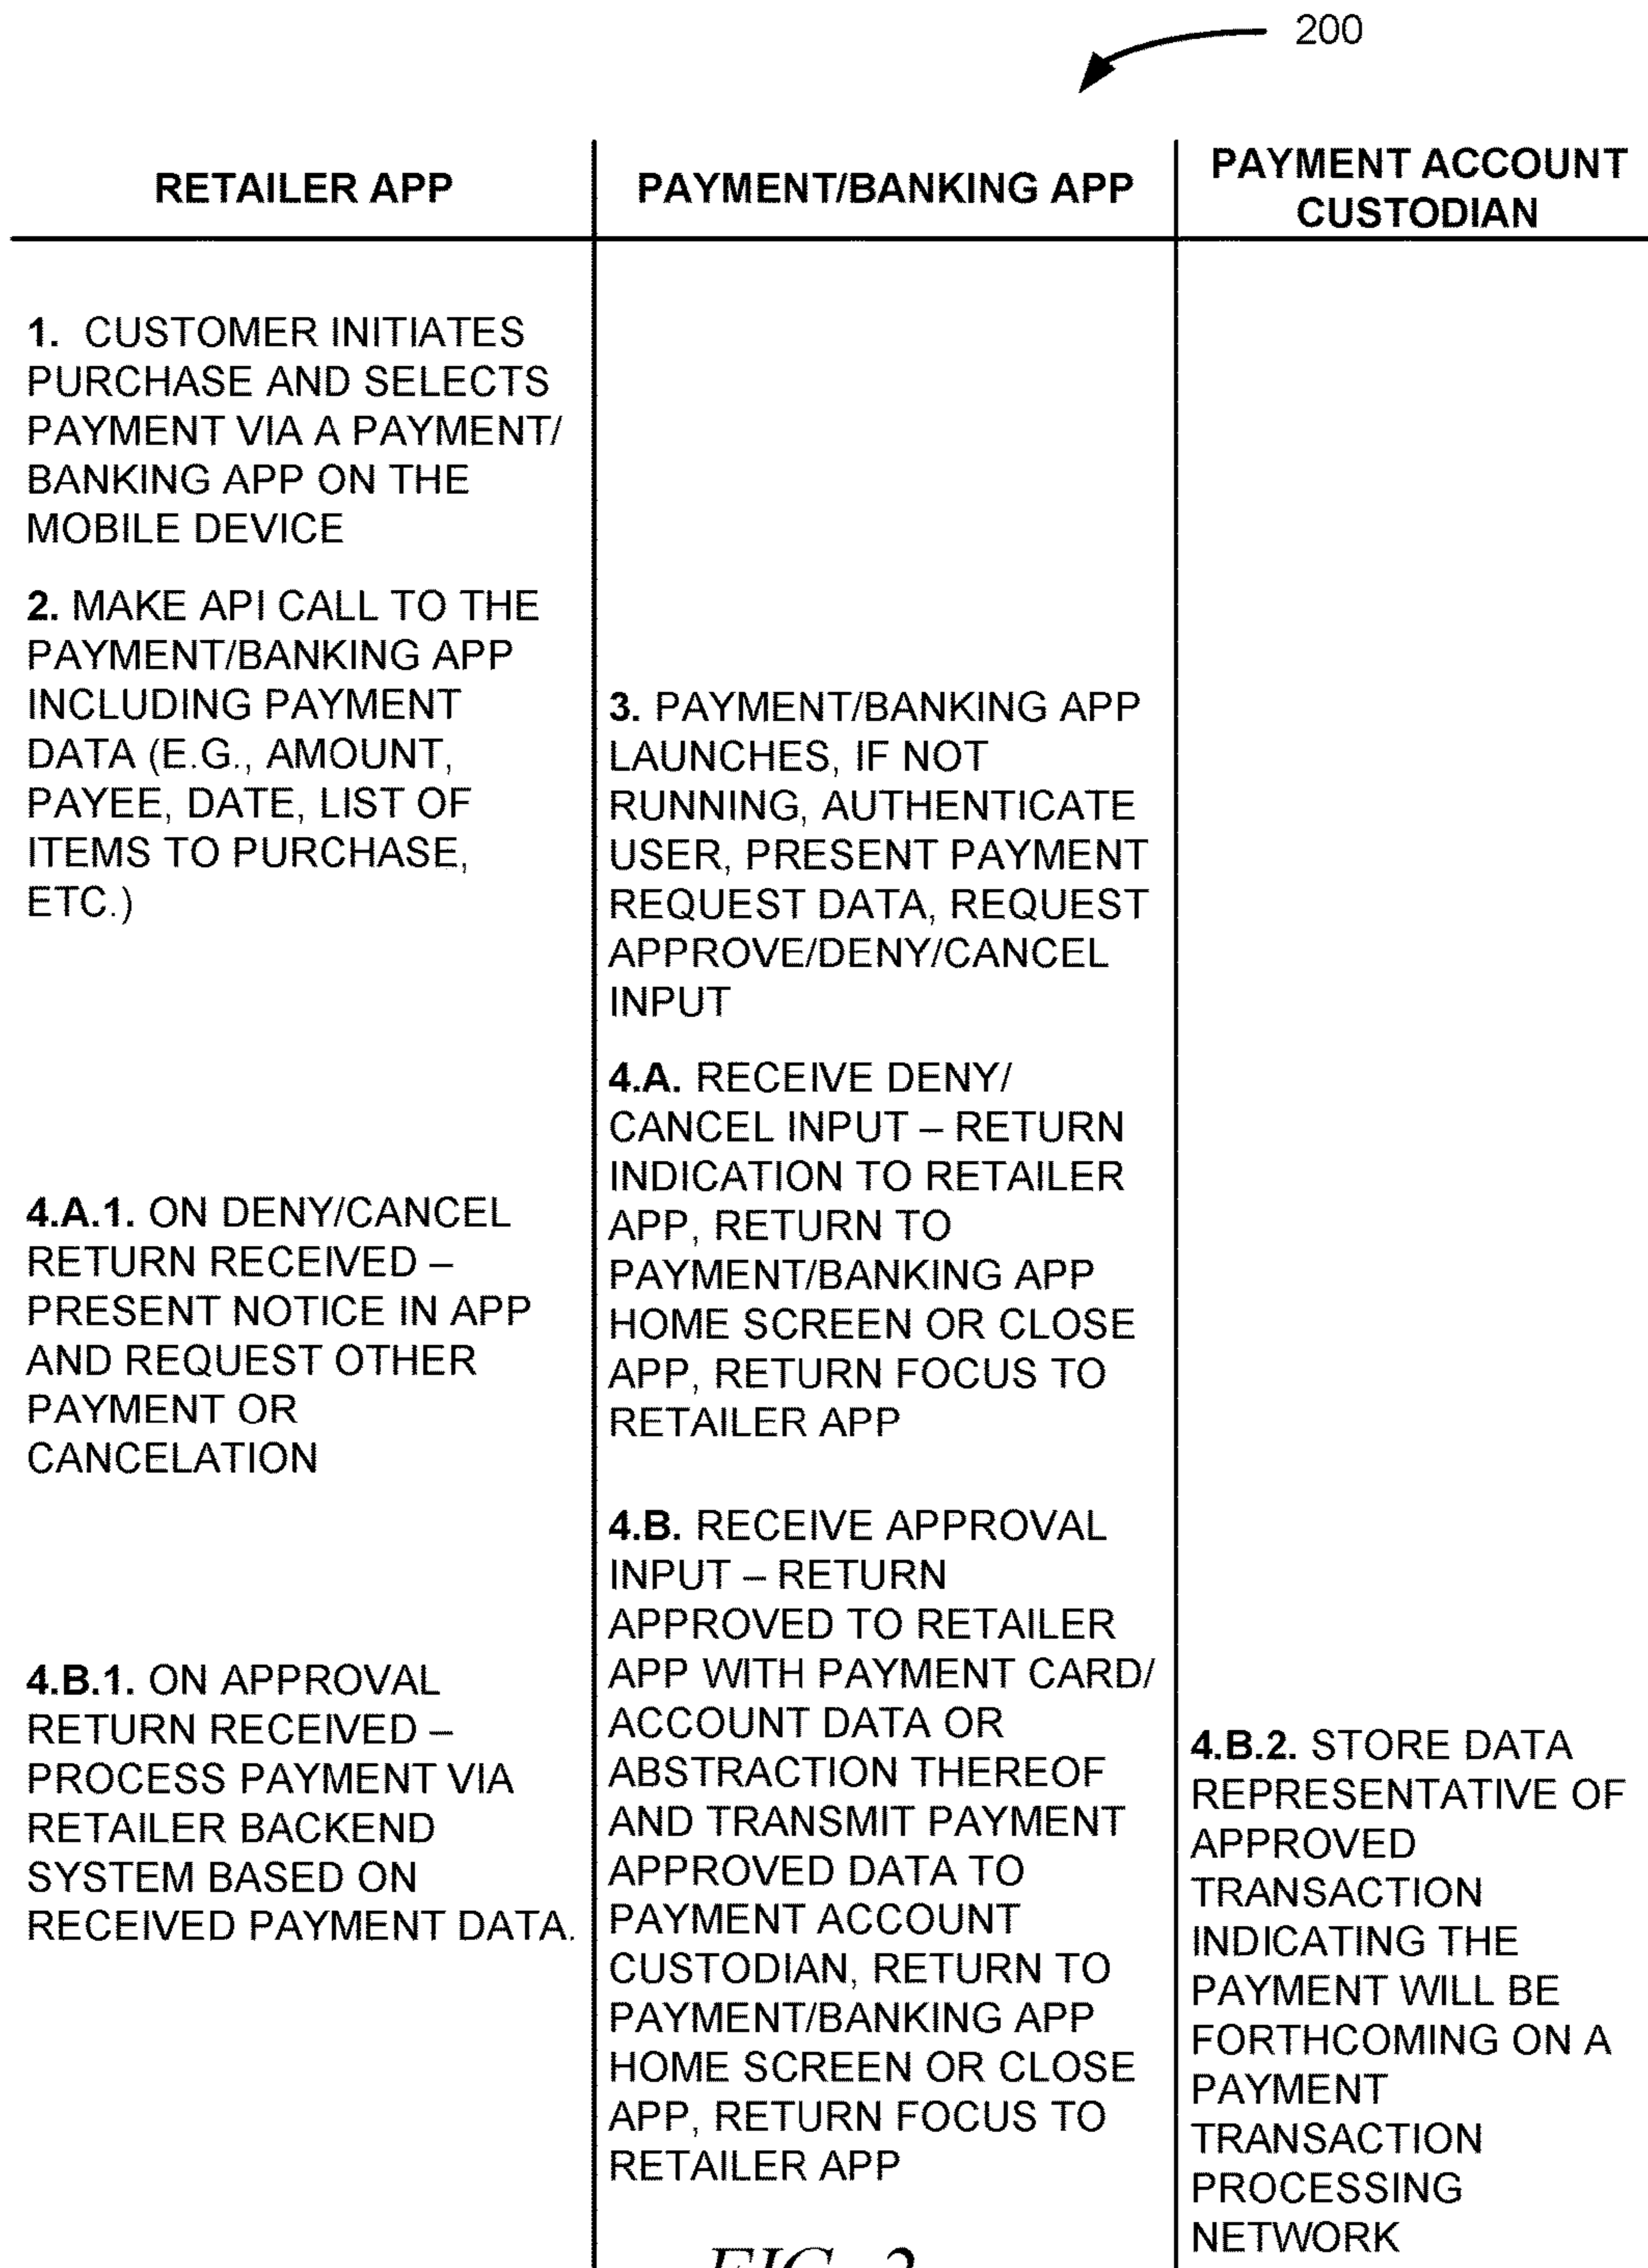 200
RETAILER APP
PAYMENT/BANKING APP
PAYMENT ACCOUNT
CUSTODIAN
1. CUSTOMER INITIATES
PURCHASE AND SELECTS
PAYMENT VIA A PAYMENT/
BANKING APP ON THE
MOBILE DEVICE
2. MAKE API CALL TO THE
PAYMENT/BANKING APP
INCLUDING PAYMENT
DATA (E.G., AMOUNT,
PAYEE, DATE, LIST OF
ITEMS TO PURCHASE,
ETC.)
3. PAYMENT/BANKING APP
LAUNCHES, IF NOT
RUNNING, AUTHENTICATE
USER, PRESENT PAYMENT
REQUEST DATA, REQUEST
APPROVE/DENY/CANCEL
INPUT
4.A. RECEIVE DENY/
CANCEL INPUT – RETURN
INDICATION TO RETAILER
APP, RETURN TO
PAYMENT/BANKING APP
HOME SCREEN OR CLOSE
APP, RETURN FOCUS TO
RETAILER APP
4.A.1. ON DENY/CANCEL
RETURN RECEIVED –
PRESENT NOTICE IN APP
AND REQUEST OTHER
PAYMENT OR
CANCELATION
4.B. RECEIVE APPROVAL
INPUT – RETURN
APPROVED TO RETAILER
APP WITH PAYMENT CARD/
ACCOUNT DATA OR
ABSTRACTION THEREOF
AND TRANSMIT PAYMENT
APPROVED DATA TO
PAYMENT ACCOUNT
CUSTODIAN, RETURN TO
PAYMENT/BANKING APP
HOME SCREEN OR CLOSE
APP, RETURN FOCUS TO
RETAILER APP
4.B.1. ON APPROVAL
RETURN RECEIVED –
PROCESS PAYMENT VIA
RETAILER BACKEND
SYSTEM BASED ON
RECEIVED PAYMENT DATA.
4.B.2. STORE DATA
REPRESENTATIVE OF
APPROVED
TRANSACTION
INDICATING THE
PAYMENT WILL BE
FORTHCOMING ON A
PAYMENT
TRANSACTION
PROCESSING
NETWORK
FIG. 2